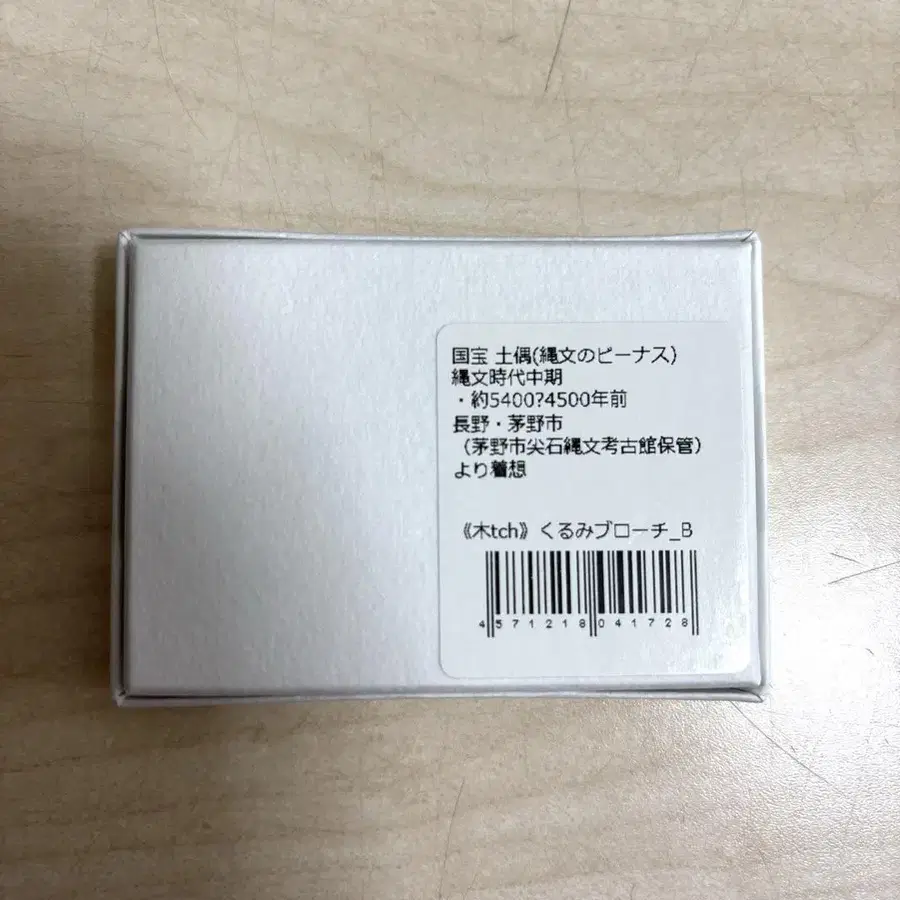 国宝 土偶(縄文のビーナス)
縄文時代中期
・約5400?4500年前
長野・茅野市
（茅野市尖石縄文考古館保管）
より着想
《木tch》くるみブローチ_B
4571218041728